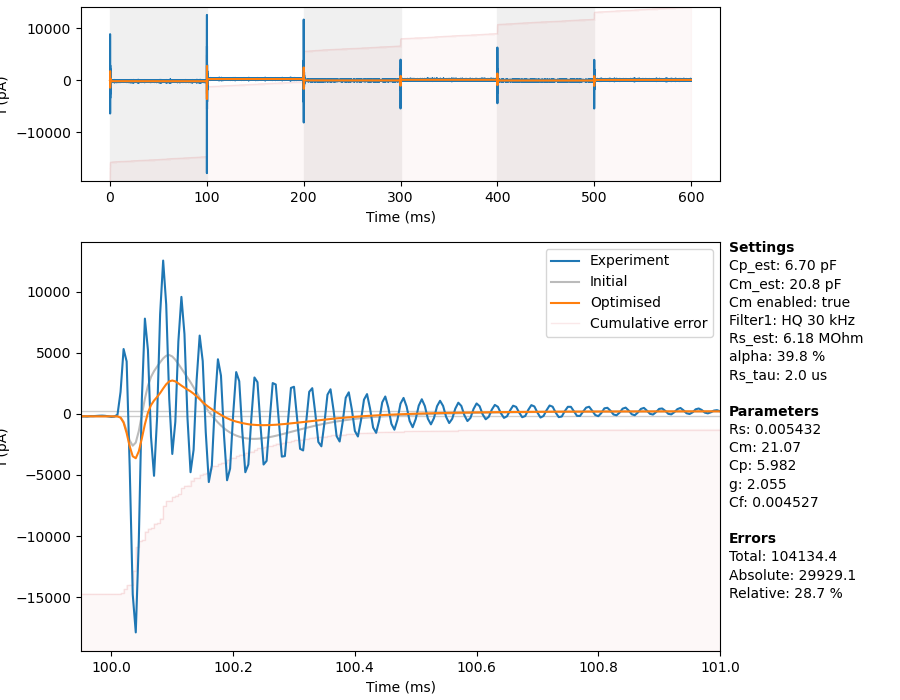 10000
0
−10000
0
100
200
300
400
500
600
Time (ms)
(pA)
10000
5000
0
−5000
−10000
−15000
100.0
100.2
100.4
100.6
100.8
101.0
Time (ms)
(pA)
Experiment
Initial
Optimised
Cumulative error
Settings
Cp_est: 6.70 pF
Cm_est: 20.8 pF
Cm enabled: true
Filter1: HQ 30 kHz
Rs_est: 6.18 MOhm
alpha: 39.8 %
Rs_tau: 2.0 us
Parameters
Rs: 0.005432
Cm: 21.07
Cp: 5.982
g: 2.055
Cf: 0.004527
Errors
Total: 104134.4
Absolute: 29929.1
Relative: 28.7 %